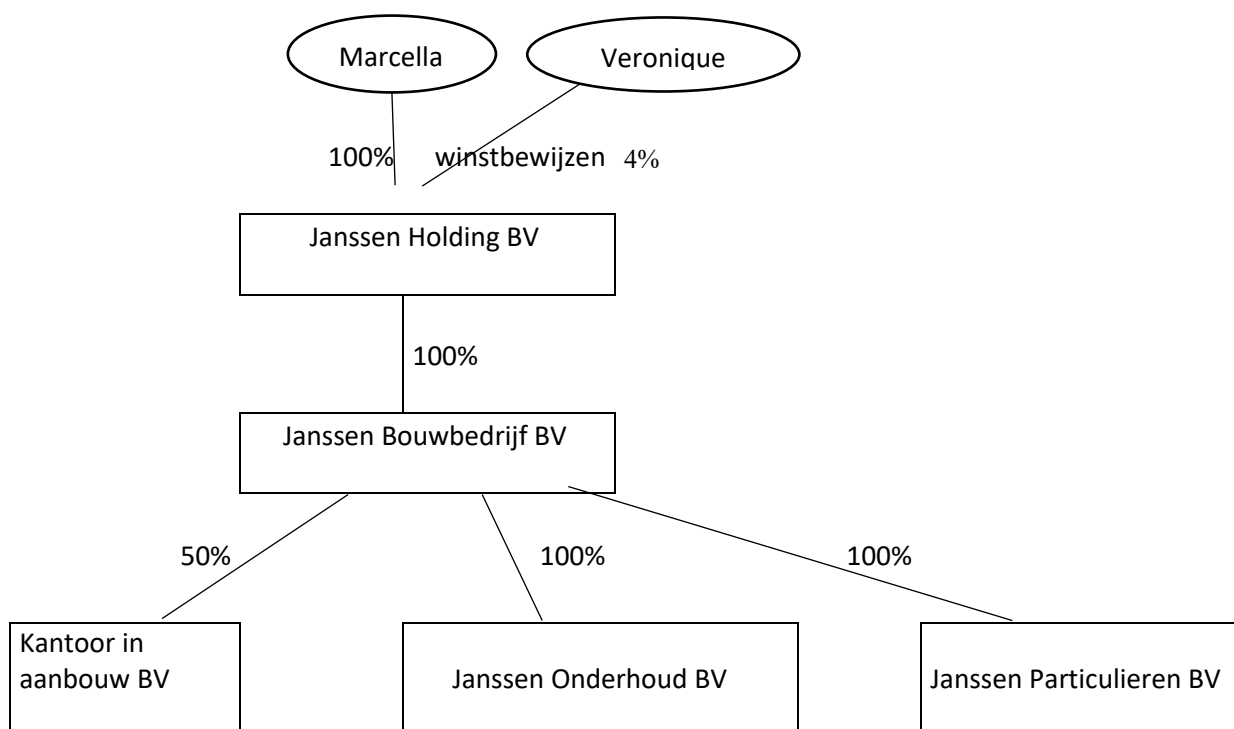 Marcella
Veronique
100%
winstbewijzen 4%
Janssen Holding BV
100%
Janssen Bouwbedrijf BV
50%
100%
100%
Kantoor in
aanbouw BV
Janssen Onderhoud BV
Janssen Particulieren BV